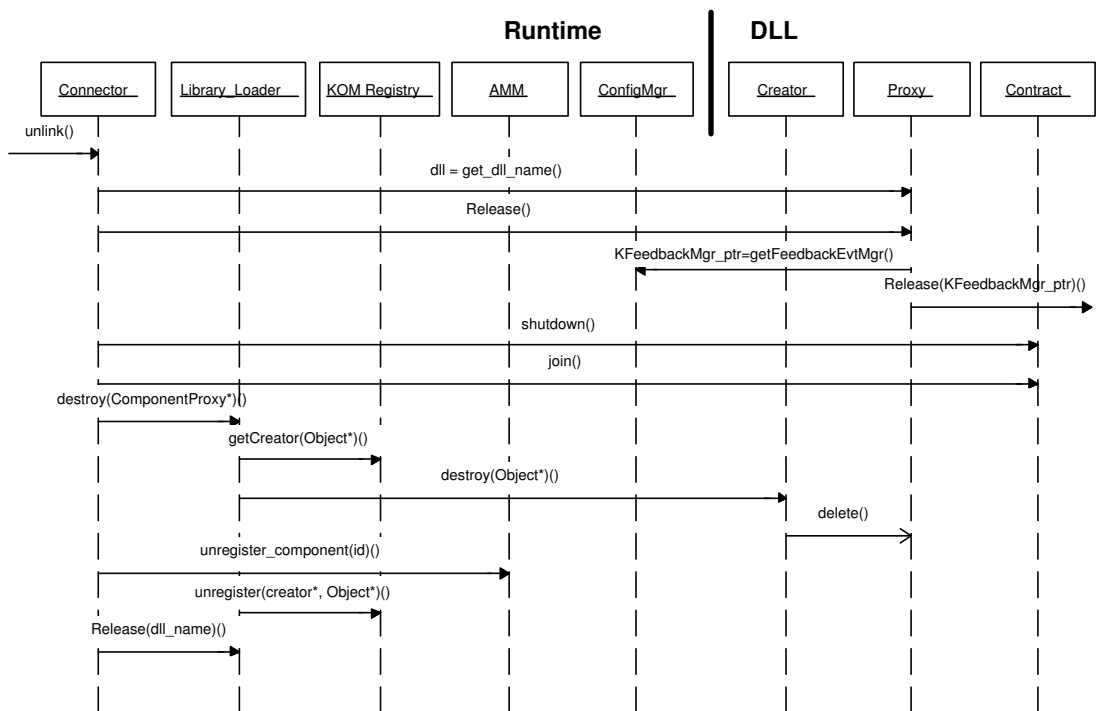 Runtime
DLL
Connector
Library_Loader
KOM Registry
AMM
ConfigMgr
Creator
Proxy
Contract
unlink()
dll = get_dll_name()
Release()
KFeedbackMgr_ptr=getFeedbackEvtMgr()
Release(KFeedbackMgr_ptr)()
shutdown()
join()
destroy(ComponentProxy*)()
getCreator(Object*)()
destroy(Object*)()
delete()
unregister_component(id)()
unregister(creator*, Object*)()
Release(dll_name)()